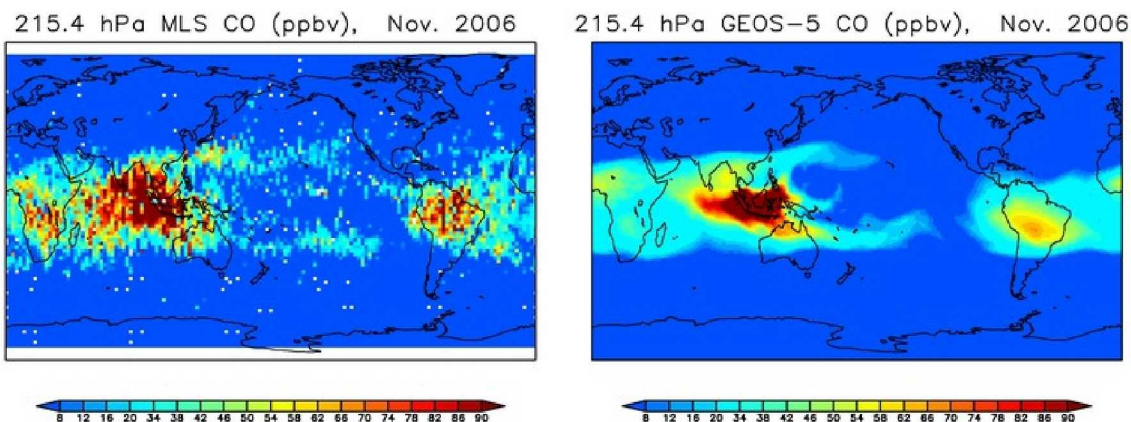 215.4 hPa MLS CO (ppbv), Nov. 2006
215.4 hPa GEOS-5 CO (ppbv), Nov. 2006
8 12 16 20 34 38 42 46 50 54 58 62 66 70 74 78 82 86 90
8 12 16 20 34 38 42 46 50 54 58 62 66 70 74 78 82 86 90